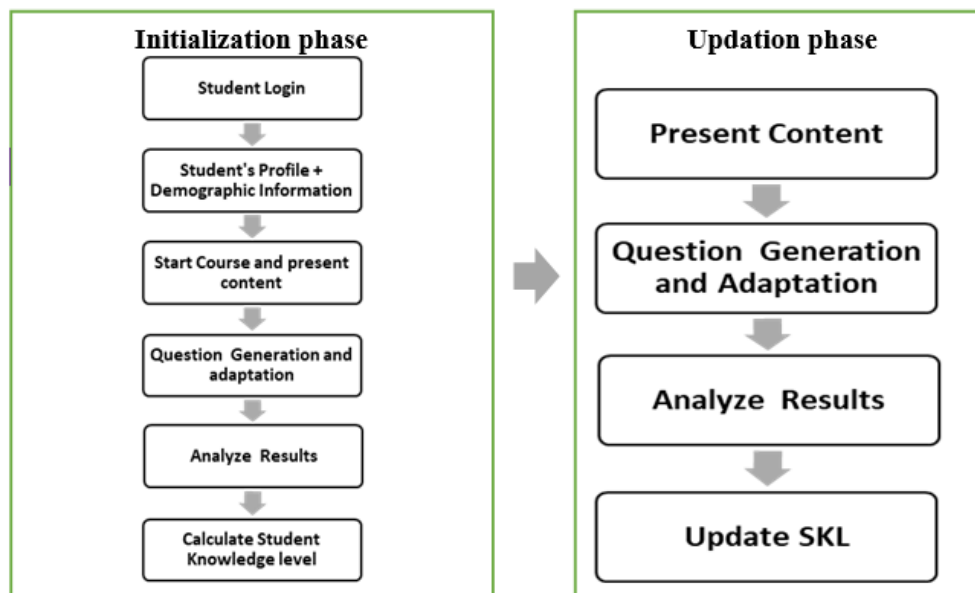 Initialization phase
Student Login
Student's Profile +
Demographic Information
Start Course and present
content
Question Generation and
adaptation
Analyze Results
Calculate Student
Knowledge level
Updation phase
Present Content
Question Generation
and Adaptation
Analyze Results
Update SKL